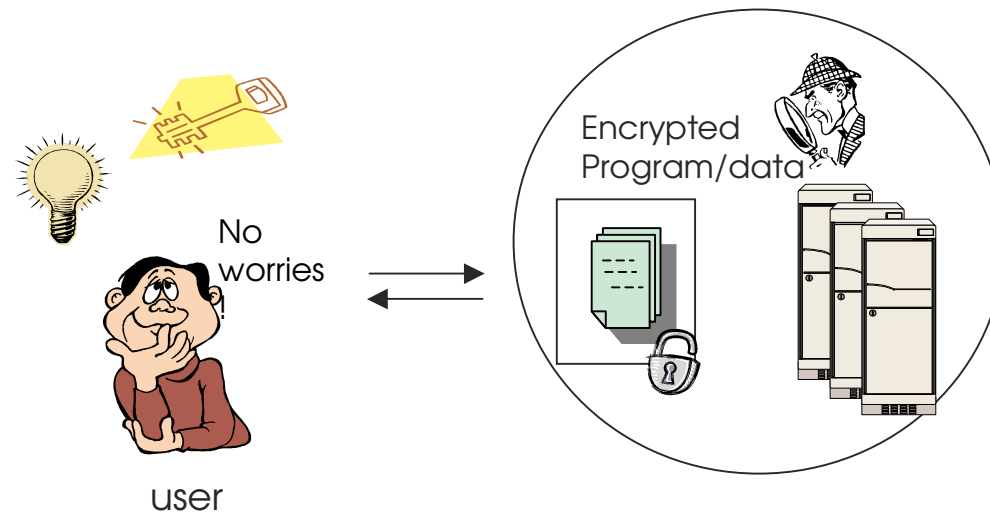 Encrypted
Program/data
No
worries
!
user